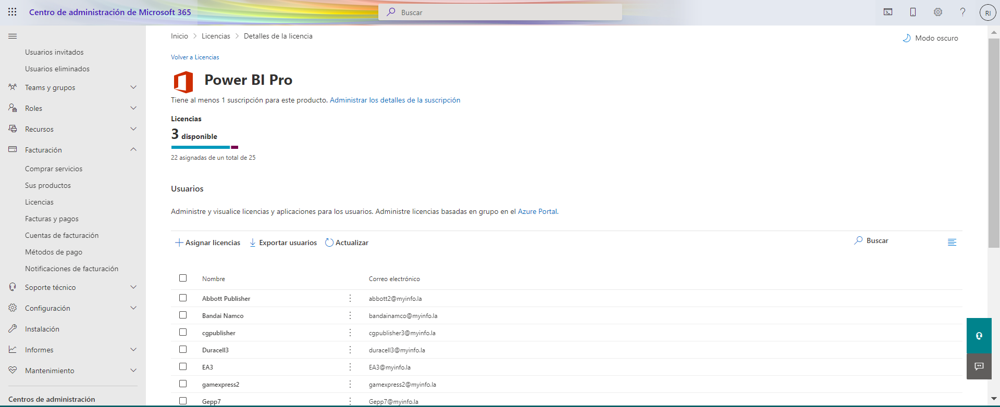 Centro de administración de Microsoft 365
Buscar
RI
Usuarios invitados
Usuarios eliminados
Teams y grupos
Roles
Recursos
Facturación
Comprar servicios
Sus productos
Licencias
Facturas y pagos
Cuentas de facturación
Métodos de pago
Notificaciones de facturación
Soporte técnico
Configuración
Instalación
Informes
Mantenimiento
Centros de administración
Inicio > Licencias > Detalles de la licencia
Modo oscuro
Volver a Licencias
Power BI Pro
Tiene al menos 1 suscripción para este producto. Administrar los detalles de la suscripción
Licencias
3 disponible
22 asignadas de un total de 25
Usuarios
Administre y visualice licencias y aplicaciones para los usuarios. Administre licencias basadas en grupo en el Azure Portal.
Asignar licencias Exportar usuarios Actualizar Buscar
Nombre Correo electrónico
Abbott Publisher abbott2@myinfo.la
Bandai Namco bandainamco@myinfo.la
cgpublisher cgpublisher3@myinfo.la
Duracell3 duracell3@myinfo.la
EA3 EA3@myinfo.la
gamexpress2 gamexpress2@myinfo.la
Gepp7 Gepp7@myinfo.la